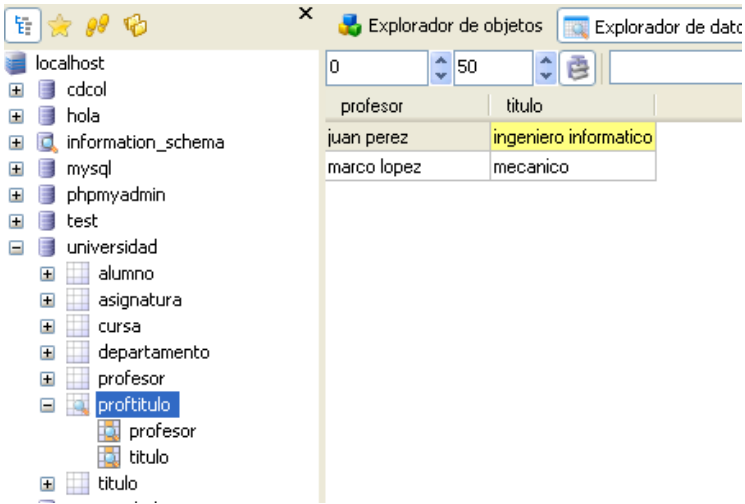 localhost
cdcol
hola
information_schema
mysql
phpmyadmin
test
universidad
alumno
asignatura
cursa
departamento
profesor
proftitulo
profesor
titulo
titulo
Explorador de objetos
Explorador de dato
0
50
profesor titulo
juan perez ingeniero informatico
marco lopez mecanico